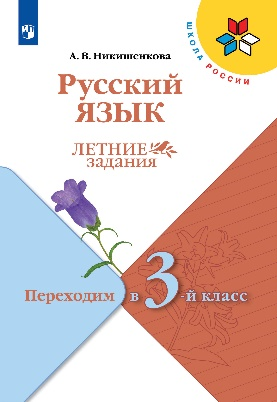 ШКОЛА РОССИИ
А. В. Никишенкова
Русский
ЯЗЫК
ЛЕТНИЕ
задания
Переходим в 3-й класс